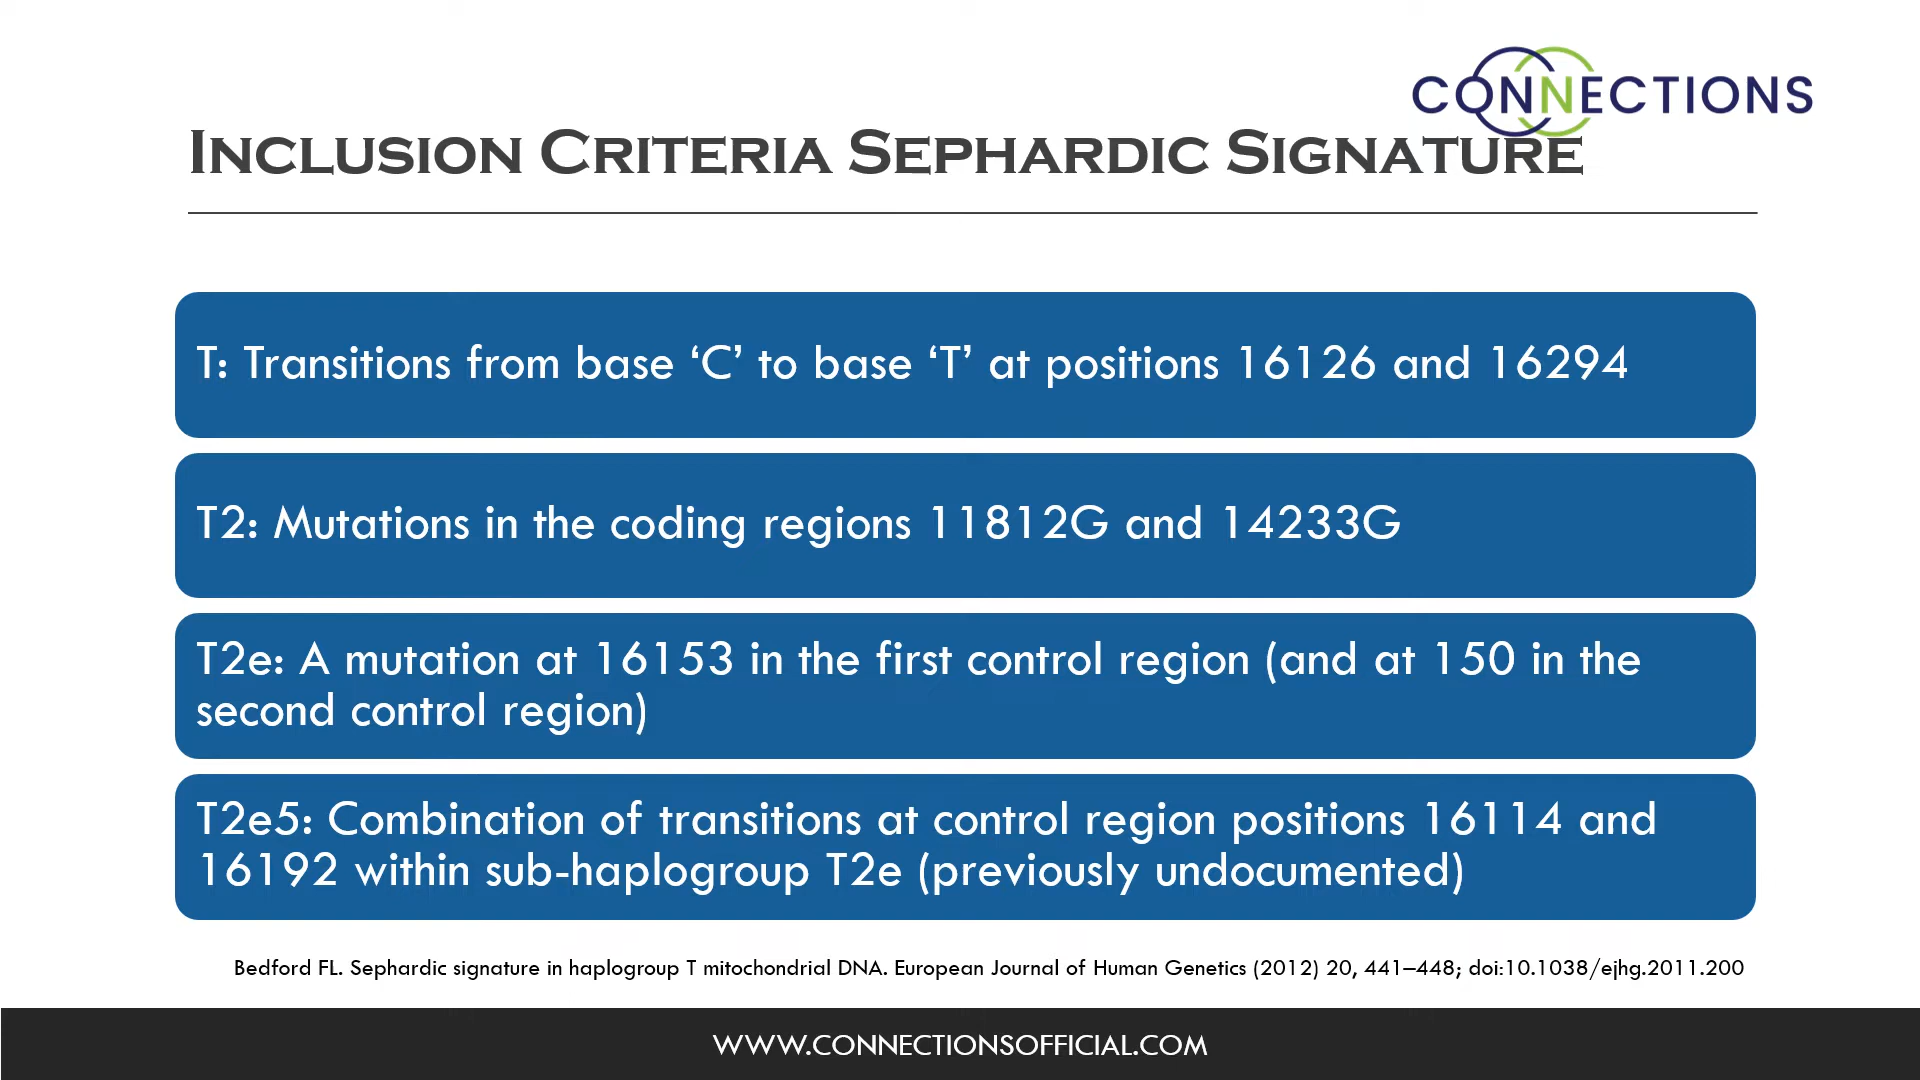 CONNECTIONS
INCLUSION CRITERIA SEPHARDIC SIGNATURE
T: Transitions from base ‘C’ to base ‘T’ at positions 16126 and 16294
T2: Mutations in the coding regions 11812G and 14233G
T2e: A mutation at 16153 in the first control region (and at 150 in the
second control region)
T2e5: Combination of transitions at control region positions 16114 and
16192 within sub-haplogroup T2e (previously undocumented)
Bedford FL. Sephardic signature in haplogroup T mitochondrial DNA. European Journal of Human Genetics (2012) 20, 441–448; doi:10.1038/ejhg.2011.200
WWW.CONNECTIONSOFFICIAL.COM